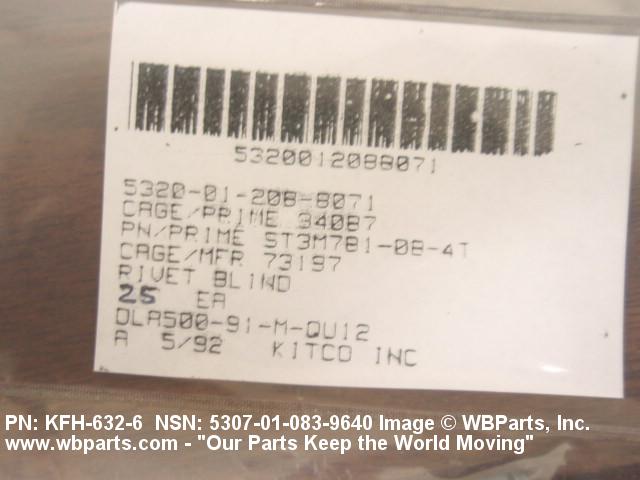 5320012088071
5320-01-208-8071
CAGE/PRIME 34087
PN/PRIME ST3M781-08-4T
CAGE/MFR 73197
RIVET BLIND
25 EA
DLA500-91-M-QU12
A 5/92 KITCO INC
PN: KFH-632-6 NSN: 5307-01-083-9640 Image © WBParts, Inc.
www.wbparts.com - "Our Parts Keep the World Moving"